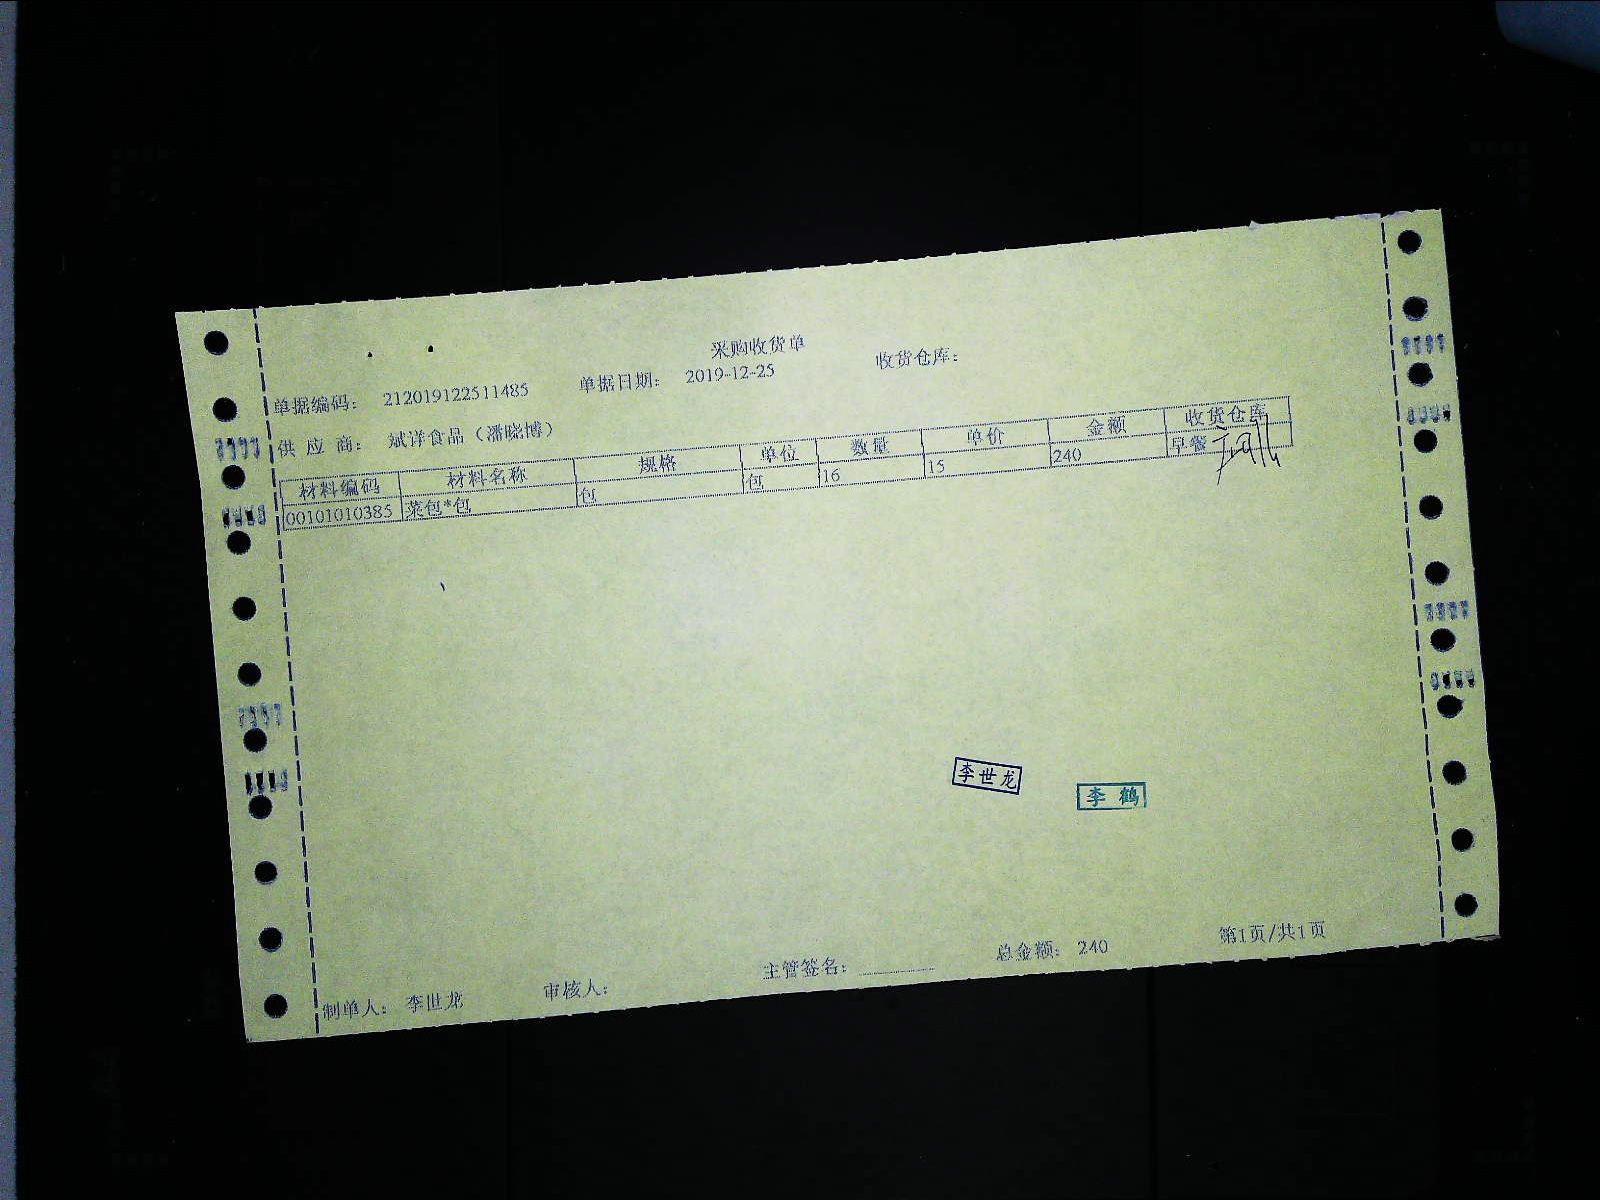 采购收货单
单据编码： 212019122511485 单据日期： 2019-12-25 收货仓库：
供 应 商： 斌洋食品（潘晓博）
材料编码 材料名称 规格 单位 数量 单价 金额 收货仓库
00101010385 菜包*包 包 包 16 15 240 早餐
李世龙
李鹤
制单人： 李世龙 审核人： 主管签名： 总金额： 240 第1页/共1页